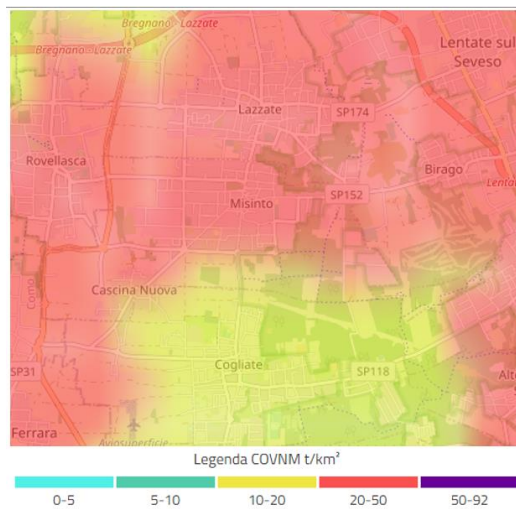 Bregnano Lazzate
Bregnano Lazzate
Lentate sul
Seveso
Lazzate
SP174
Rovellasca
Birago
SP152
Misinto
Lentat
Como
Cascina Nuova
Cogliate
SP118
SP31
Alt
Ferrara
Aviosuperficie
Legenda COVNM t/km²
0-5
5-10
10-20
20-50
50-92